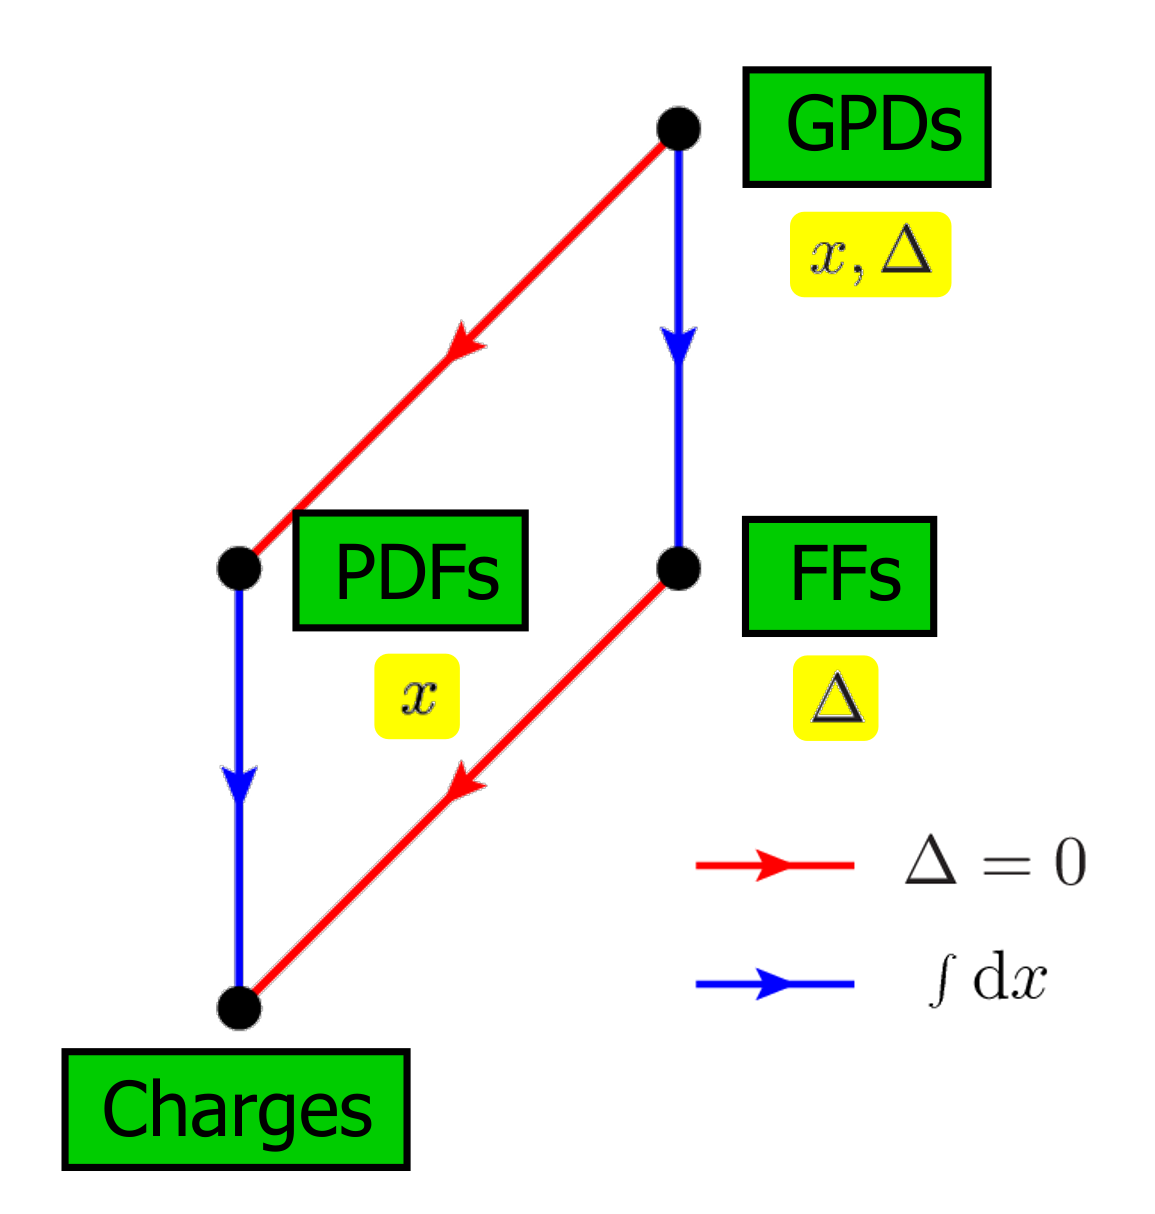 GPDs
x, Δ
PDFs
FFs
x
Δ
Δ = 0
∫ dx
Charges